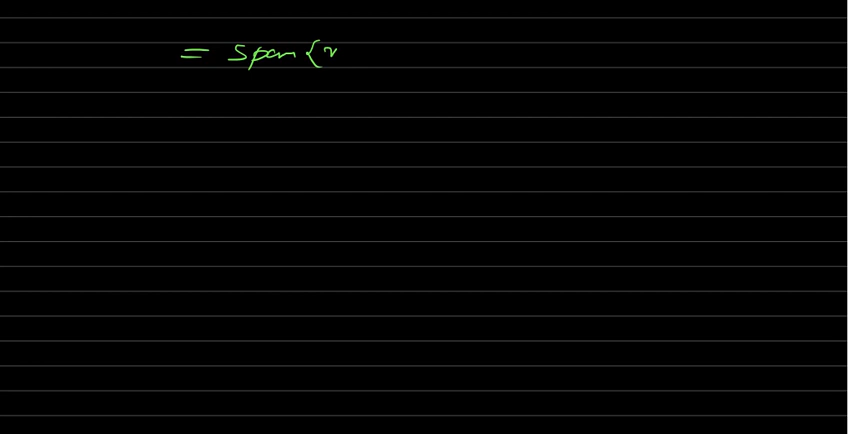 = Span {v